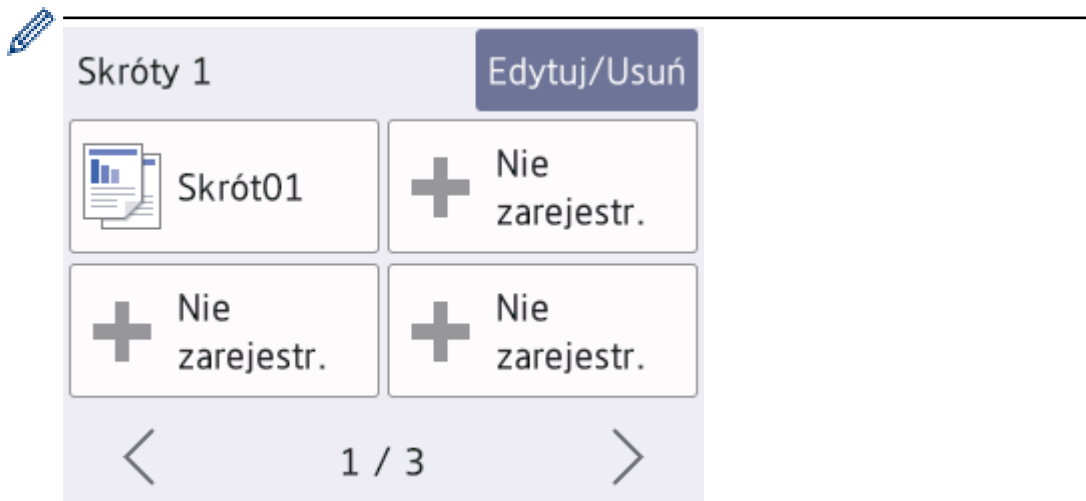 Skróty 1
Edytuj/Usuń
Skrót01
Nie
zarejestr.
Nie
zarejestr.
Nie
zarejestr.
1 / 3